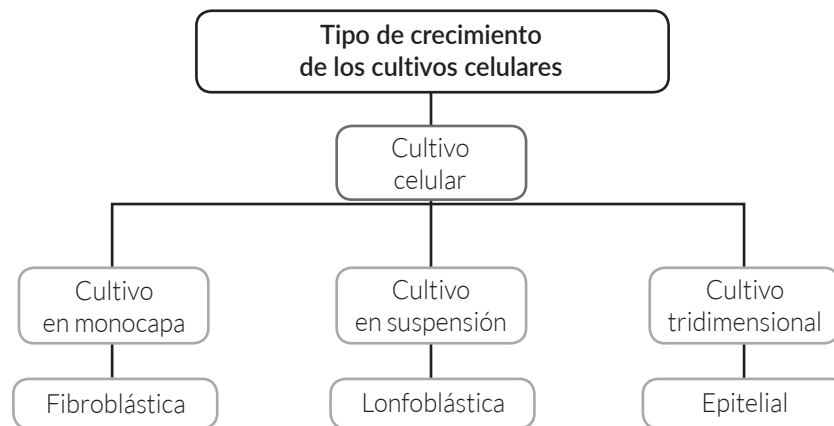 Tipo de crecimiento
de los cultivos celulares
Cultivo
celular
Cultivo
en monocapa
Cultivo
en suspensión
Cultivo
tridimensional
Fibroblástica
Lonfoblástica
Epitelial